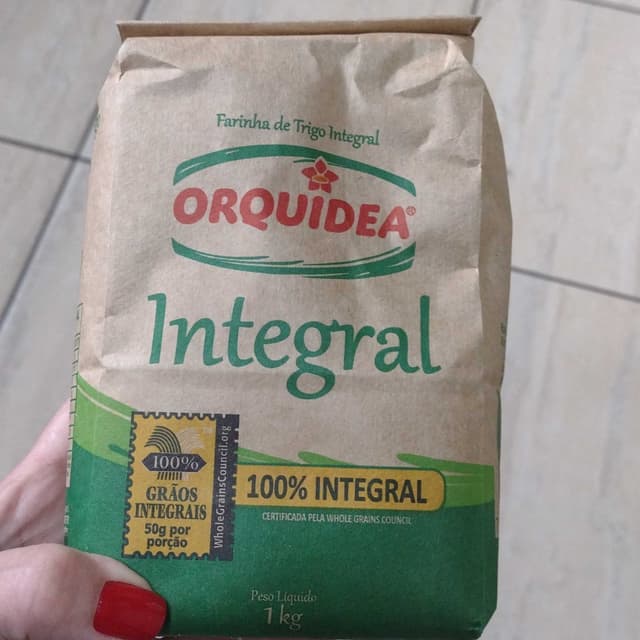 Farinha de Trigo Integral
ORQUIDEA®
Integral
100%
GRÃOS
INTEGRAIS
50g por
porção
WholeGrainsCouncil.org
100% INTEGRAL
CERTIFICADA PELA WHOLE GRAINS COUNCIL
Peso Líquido
1 kg